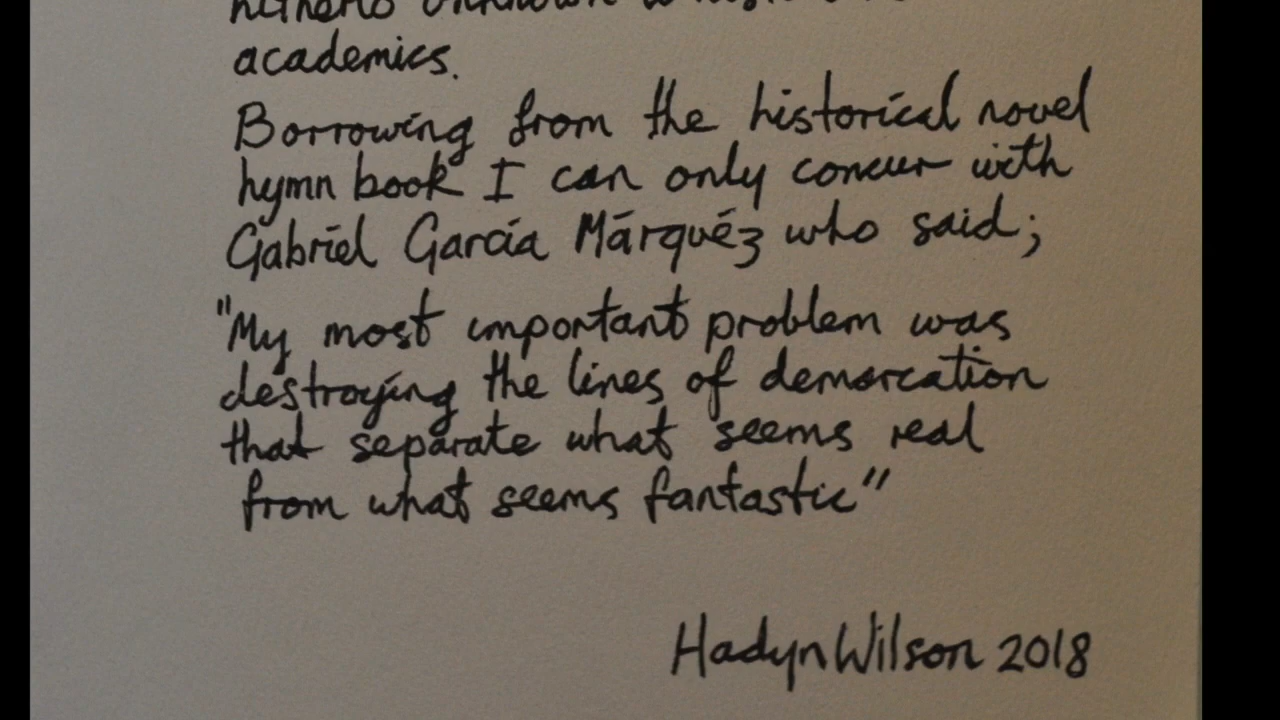 hitherto unknown
academics.
Borrowing from the historical novel
hymn book I can only concur with
Gabriel García Márquéz who said;
"My most important problem was
destroying the lines of demarcation
that separate what seems real
from what seems fantastic"
Hadyn Wilson 2018